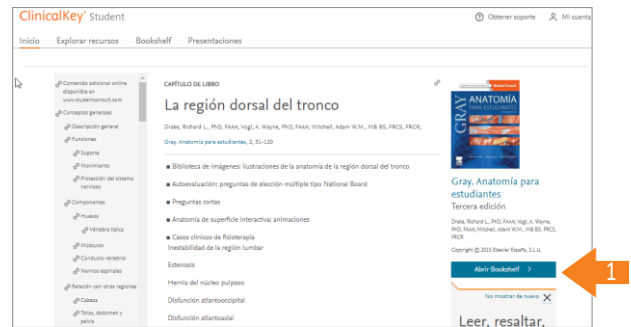 ClinicalKey® Student
Obtener soporte
Mi cuenta
Inicio
Explorar recursos
Bookshelf
Presentaciones
Contenido adicional online
disponible en
www.studentconsult.com
Conceptos generales
Descripción general
Funciones
Soporte
Movimiento
Protección del sistema
nervioso
Componentes
Huesos
Vértebra típica
Músculos
Conducto vertebral
Nervios espinales
Relación con otras regiones
Cabeza
Tórax, abdomen y
pelvis
CAPÍTULO DE LIBRO
La región dorsal del tronco
Drake, Richard L., PhD, FAAA; Vogl, A. Wayne, PhD, FAAA; Mitchell, Adam W.M., MB BS, FRCS, FRCR;
Gray. Anatomía para estudiantes, 2, 51-120
■ Biblioteca de imágenes: ilustraciones de la anatomía de la región dorsal del tronco
■ Autoevaluación: preguntas de elección múltiple tipo National Board
■ Preguntas cortas
■ Anatomía de superficie interactiva: animaciones
■ Casos clínicos de fisioterapia
Inestabilidad de la región lumbar
Estenosis
Hernia del núcleo pulposo
Disfunción atlantooccipital
Disfunción atlantoaxial
GRAY
ANATOMÍA
PARA ESTUDIANTES
Gray. Anatomía para
estudiantes
Tercera edición
Drake, Richard L., PhD, FAAA; Vogl, A. Wayne,
PhD, FAAA; Mitchell, Adam W.M., MB BS, FRCS,
FRCR
Copyright © 2015 Elsevier España, S.L.U.
Abrir Bookshelf >
1
No mostrar de nuevo X
Leer, resaltar,